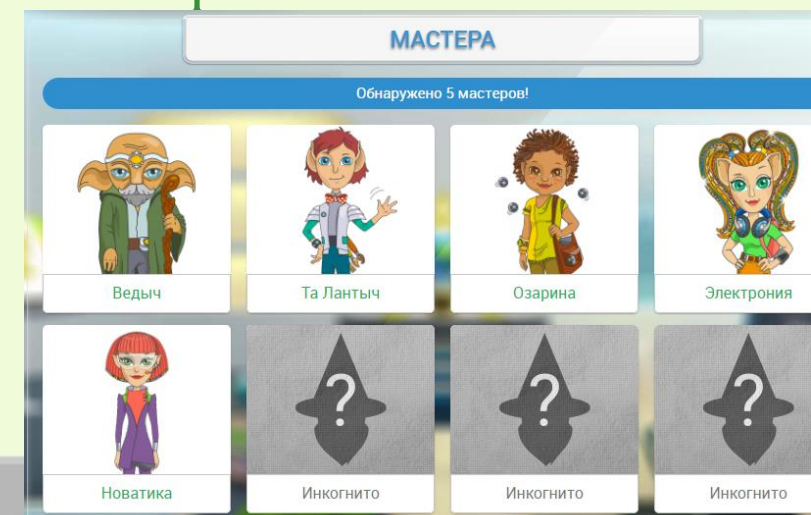 МАСТЕРА
Обнаружено 5 мастеров!
Ведыч
Та Лантыч
Озарина
Электрония
?
?
?
Новатика
Инкогнито
Инкогнито
Инкогнито